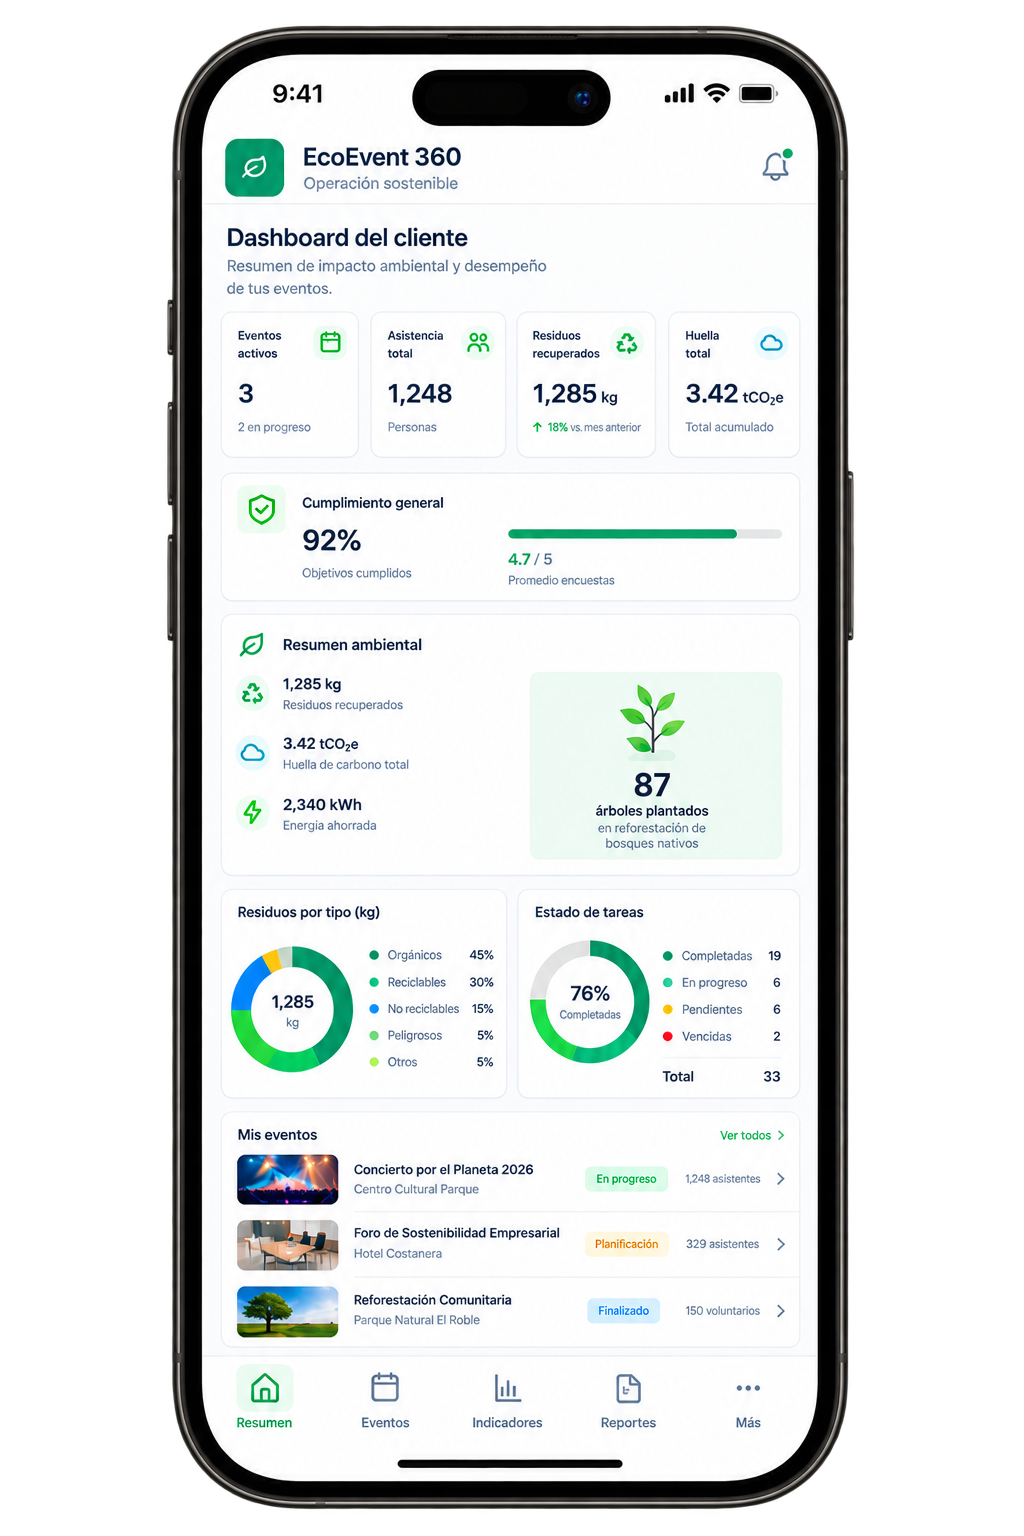 9:41
EcoEvent 360
Operación sostenible
Dashboard del cliente
Resumen de impacto ambiental y desempeño
de tus eventos.
Eventos
activos
3
2 en progreso
Asistencia
total
1,248
Personas
Residuos
recuperados
1,285 kg
↑ 18% vs. mes anterior
Huella
total
3.42 tCO₂e
Total acumulado
Cumplimiento general
92%
Objetivos cumplidos
4.7 / 5
Promedio encuestas
Resumen ambiental
1,285 kg
Residuos recuperados
3.42 tCO₂e
Huella de carbono total
2,340 kWh
Energia ahorrada
87
árboles plantados
en reforestación de
bosques nativos
Residuos por tipo (kg)
1,285
kg
Orgánicos 45%
Reciclables 30%
No reciclables 15%
Peligrosos 5%
Otros 5%
Estado de tareas
76%
Completadas
Completadas 19
En progreso 6
Pendientes 6
Vencidas 2
Total 33
Mis eventos
Ver todos
Concierto por el Planeta 2026
Centro Cultural Parque
En progreso
1,248 asistentes
Foro de Sostenibilidad Empresarial
Hotel Costanera
Planificación
329 asistentes
Reforestación Comunitaria
Parque Natural El Roble
Finalizado
150 voluntarios
Resumen
Eventos
Indicadores
Reportes
Más